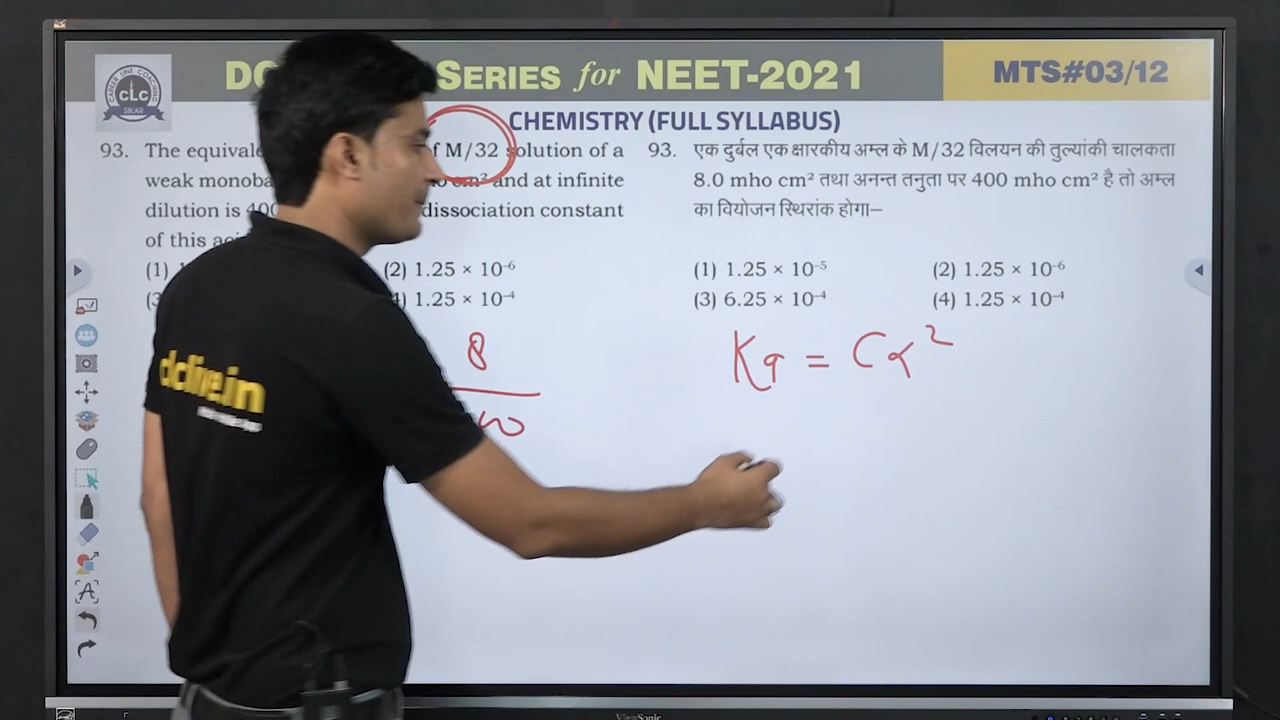 SERIES for NEET-2021
MTS#03/12
CLC
SIKAR
CHEMISTRY (FULL SYLLABUS)
93. The M/32 solution of a
weak cm² and at infinite
dilution is dissociation constant
of this
(1) (2) 1.25 × 10⁻⁶
1.25 × 10⁻⁴
93. एक दुर्बल एक क्षारकीय अम्ल के M/32 विलयन की तुल्यांकी चालकता
8.0 mho cm² तथा अनन्त तनुता पर 400 mho cm² है तो अम्ल
का वियोजन स्थिरांक होगा–
(1) 1.25 × 10⁻⁵ (2) 1.25 × 10⁻⁶
(3) 6.25 × 10⁻⁴ (4) 1.25 × 10⁻⁴
8
Ka = Cα²
clclive.in
ViewSonic